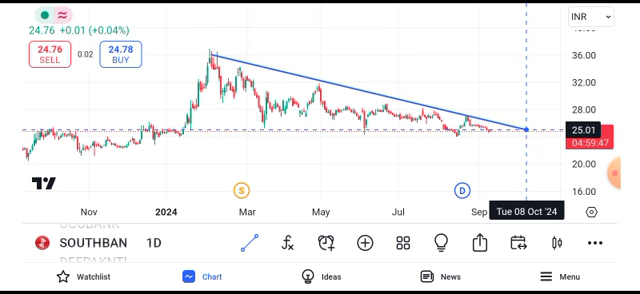 INR
24.76 +0.01 (+0.04%)
24.76
SELL
0.02
24.78
BUY
36.00
32.00
28.00
25.01
04:59:47
20.00
16.00
S
D
Nov
2024
Mar
May
Jul
Sep
Tue 08 Oct '24
SOUTHBAN
1D
Watchlist
Chart
Ideas
News
Menu